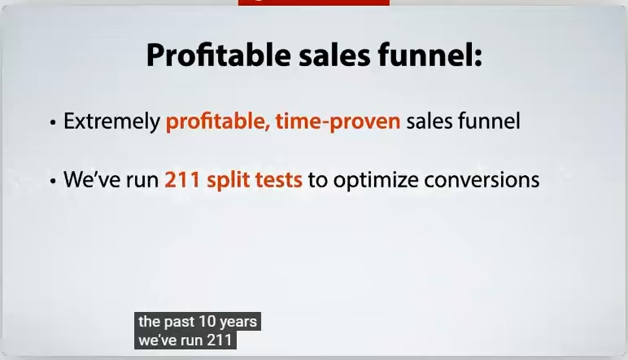 Profitable sales funnel:
• Extremely profitable, time-proven sales funnel
• We've run 211 split tests to optimize conversions
the past 10 years
we've run 211